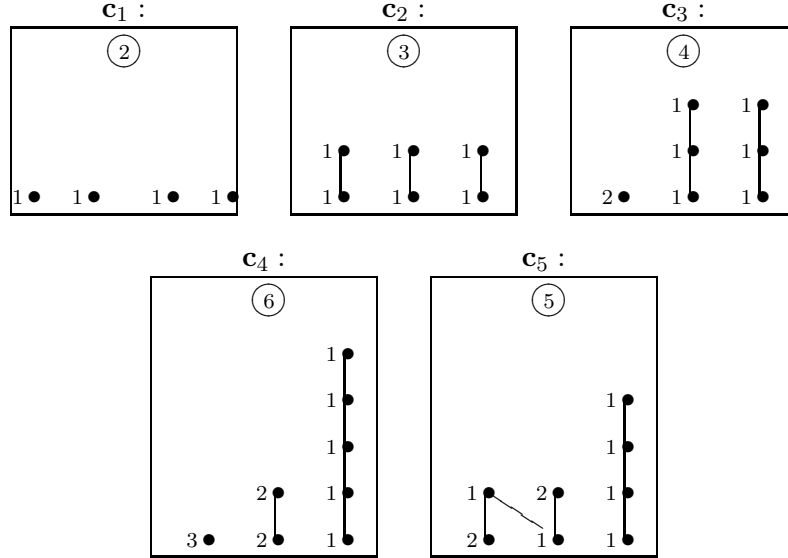 c₁ : c₂ : c₃ :
2 3 4
1 1
1 1 1 1 1
1 1 1 1 1 1 1 2 1 1
c₄ : c₅ :
6 5
1
1 1
1 1
2 1 1 2 1
3 2 1 2 1 1